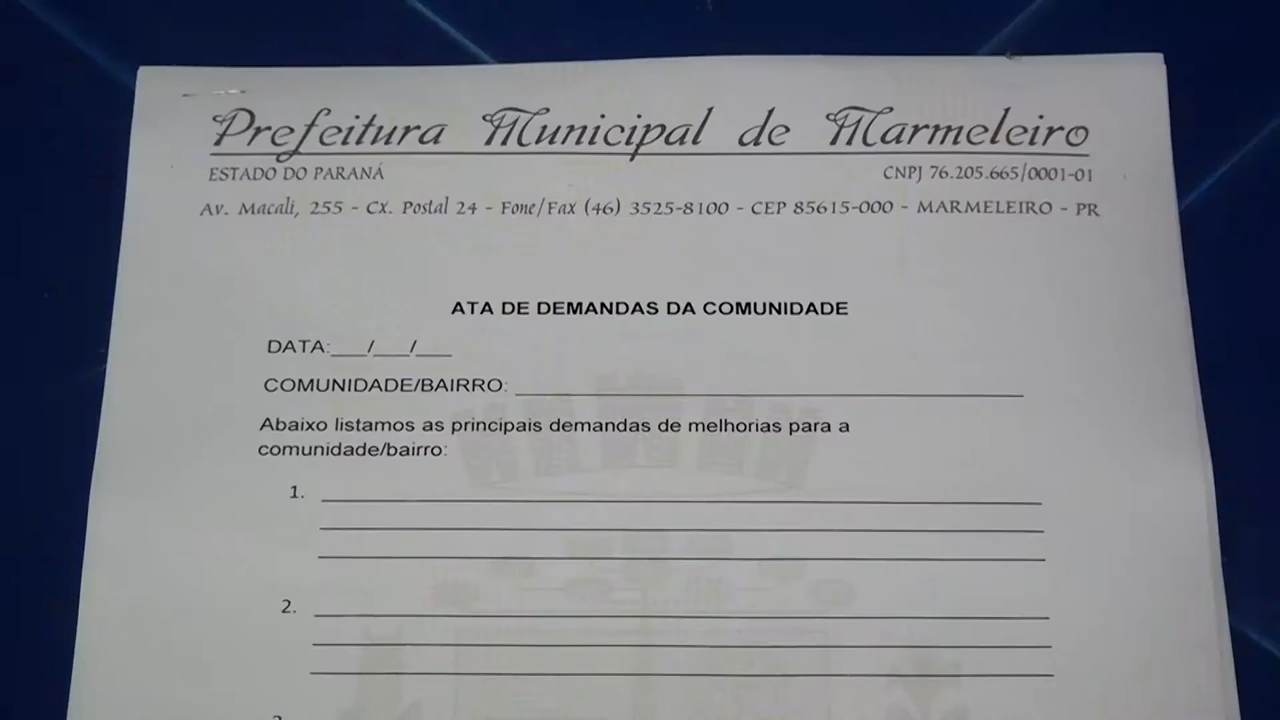 Prefeitura Municipal de Marmeleiro
ESTADO DO PARANÁ CNPJ 76.205.665/0001-01
Av. Macali, 255 - Cx. Postal 24 - Fone/Fax (46) 3525-8100 - CEP 85615-000 - MARMELEIRO - PR
ATA DE DEMANDAS DA COMUNIDADE
DATA:___/___/___
COMUNIDADE/BAIRRO:
Abaixo listamos as principais demandas de melhorias para a
comunidade/bairro:
1.
2.